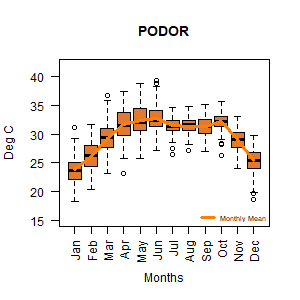 PODOR
Deg C
40
35
30
25
20
15
Monthly Mean
Jan Feb Mar Apr May Jun Jul Aug Sep Oct Nov Dec
Months